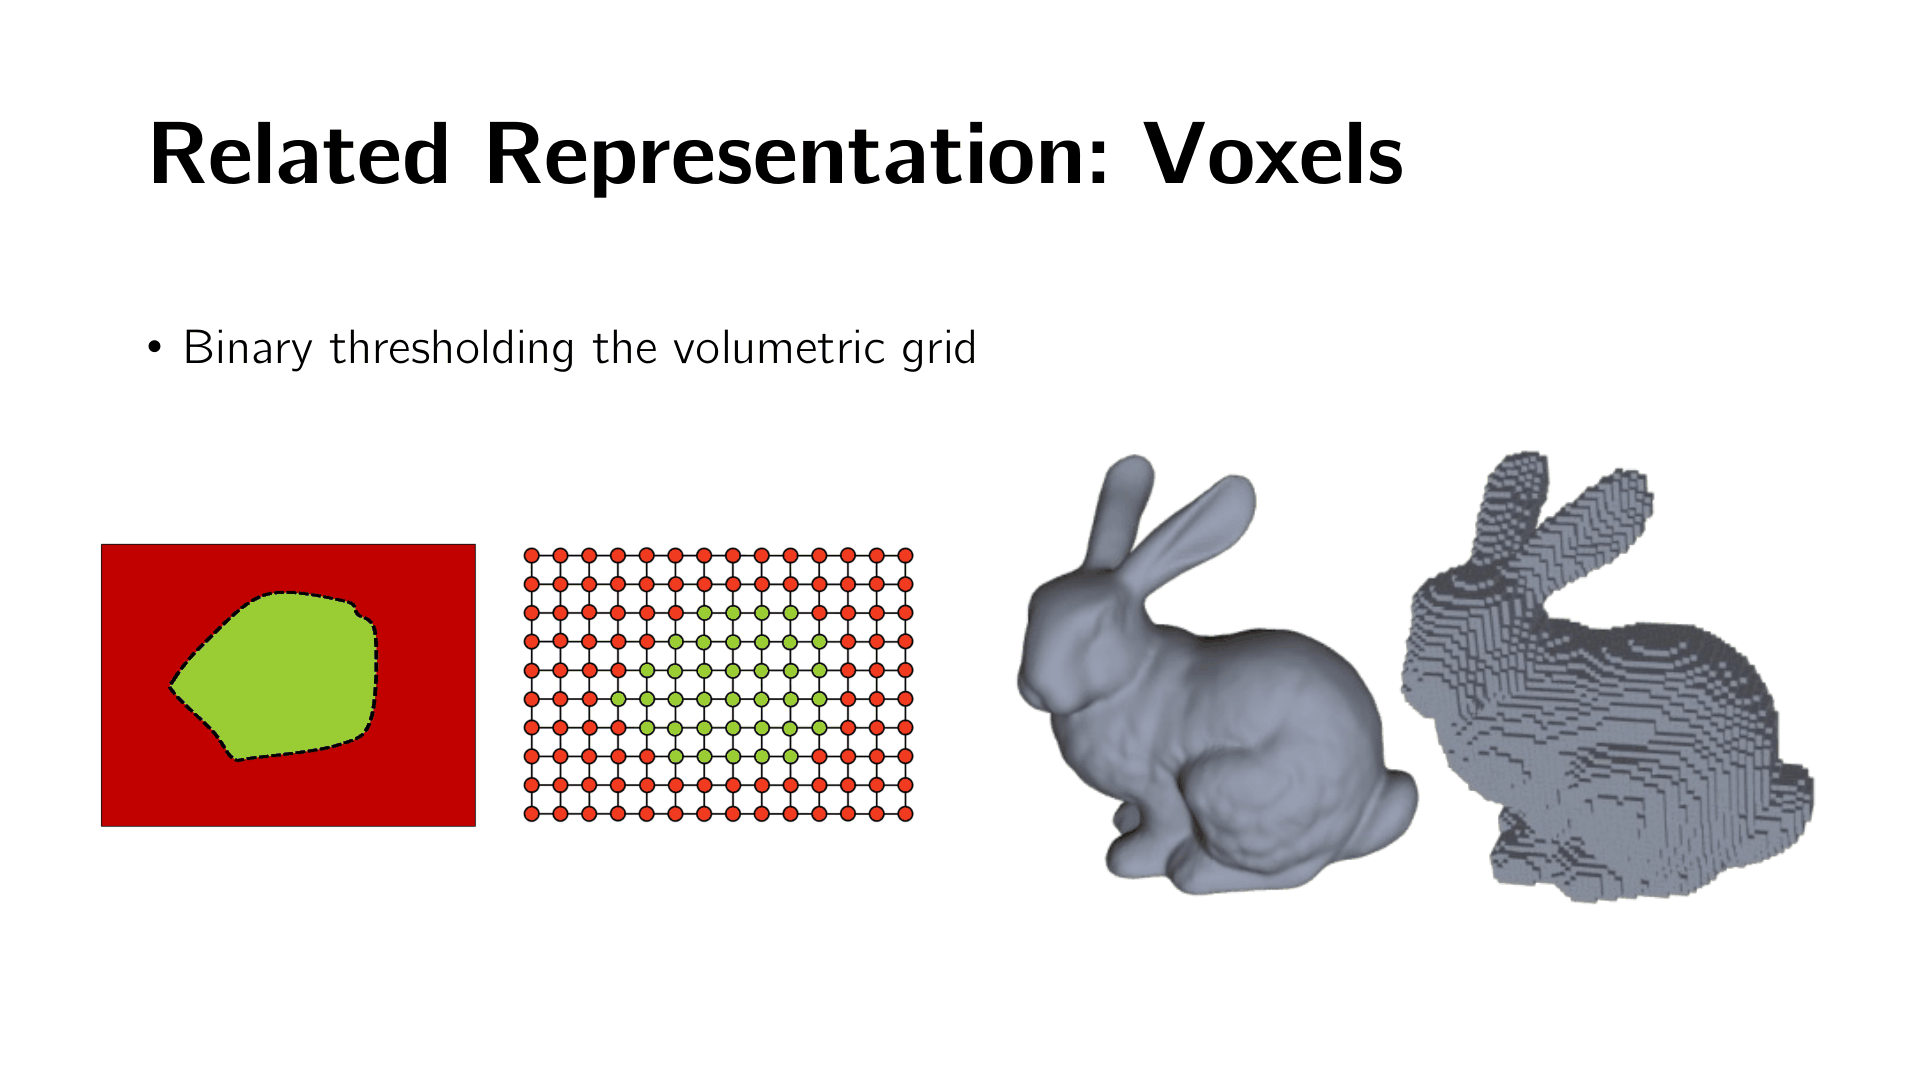 Related Representation: Voxels
• Binary thresholding the volumetric grid